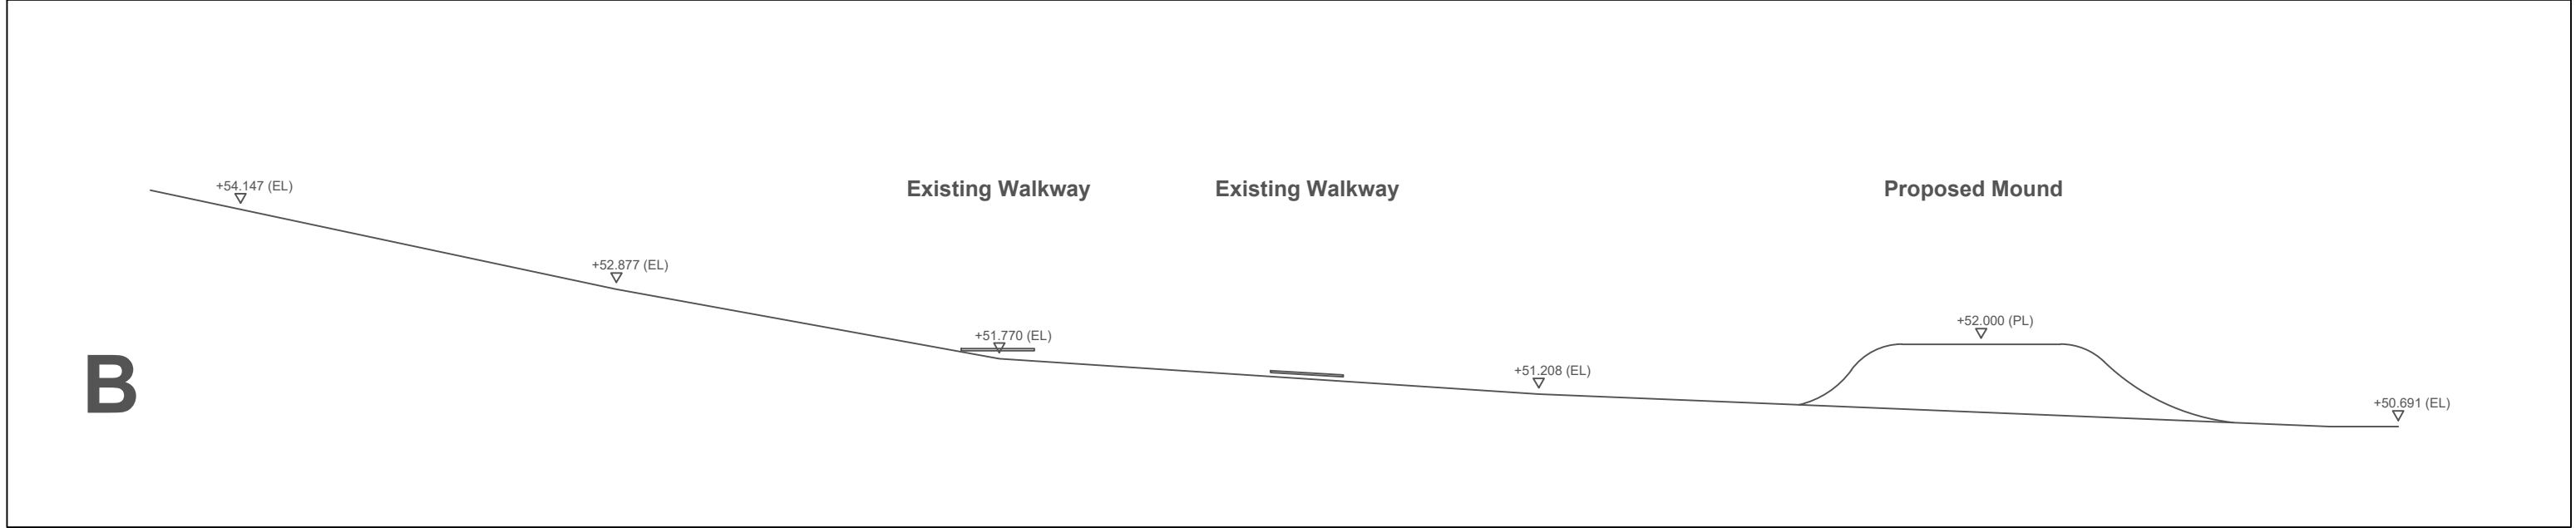 +54.147 (EL)
Existing Walkway
Existing Walkway
Proposed Mound
+52.877 (EL)
+51.770 (EL)
+52.000 (PL)
+51.208 (EL)
+50.691 (EL)
B